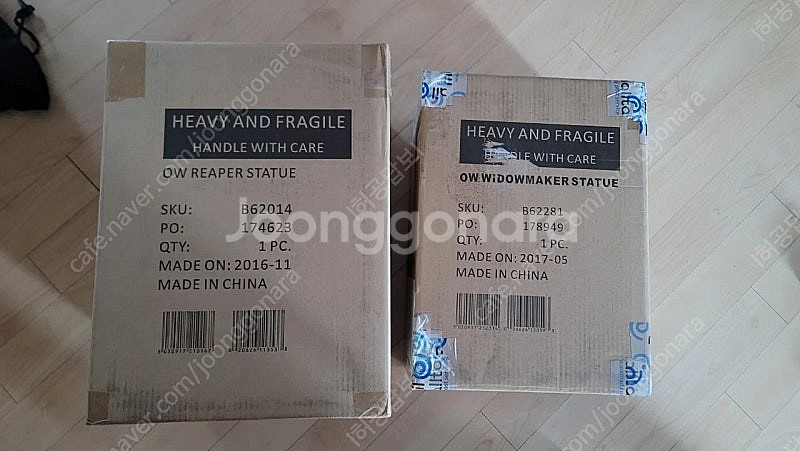 HEAVY AND FRAGILE
HANDLE WITH CARE
OW REAPER STATUE
SKU: B62014
PO: 174623
QTY: 1 PC.
MADE ON: 2016-11
MADE IN CHINA
HEAVY AND FRAGILE
HANDLE WITH CARE
OW WIDOWMAKER STATUE
SKU: B62281
PO: 178949
QTY: 1 PC.
MADE ON: 2017-05
MADE IN CHINA
Joonggonara
cafe.naver.com/joonggonara